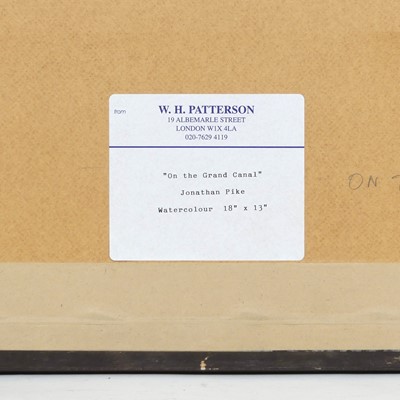 from
W. H. PATTERSON
19 ALBEMARLE STREET
LONDON W1X 4LA
020-7629 4119
"On the Grand Canal"
Jonathan Pike
Watercolour 18" x 13"
ON